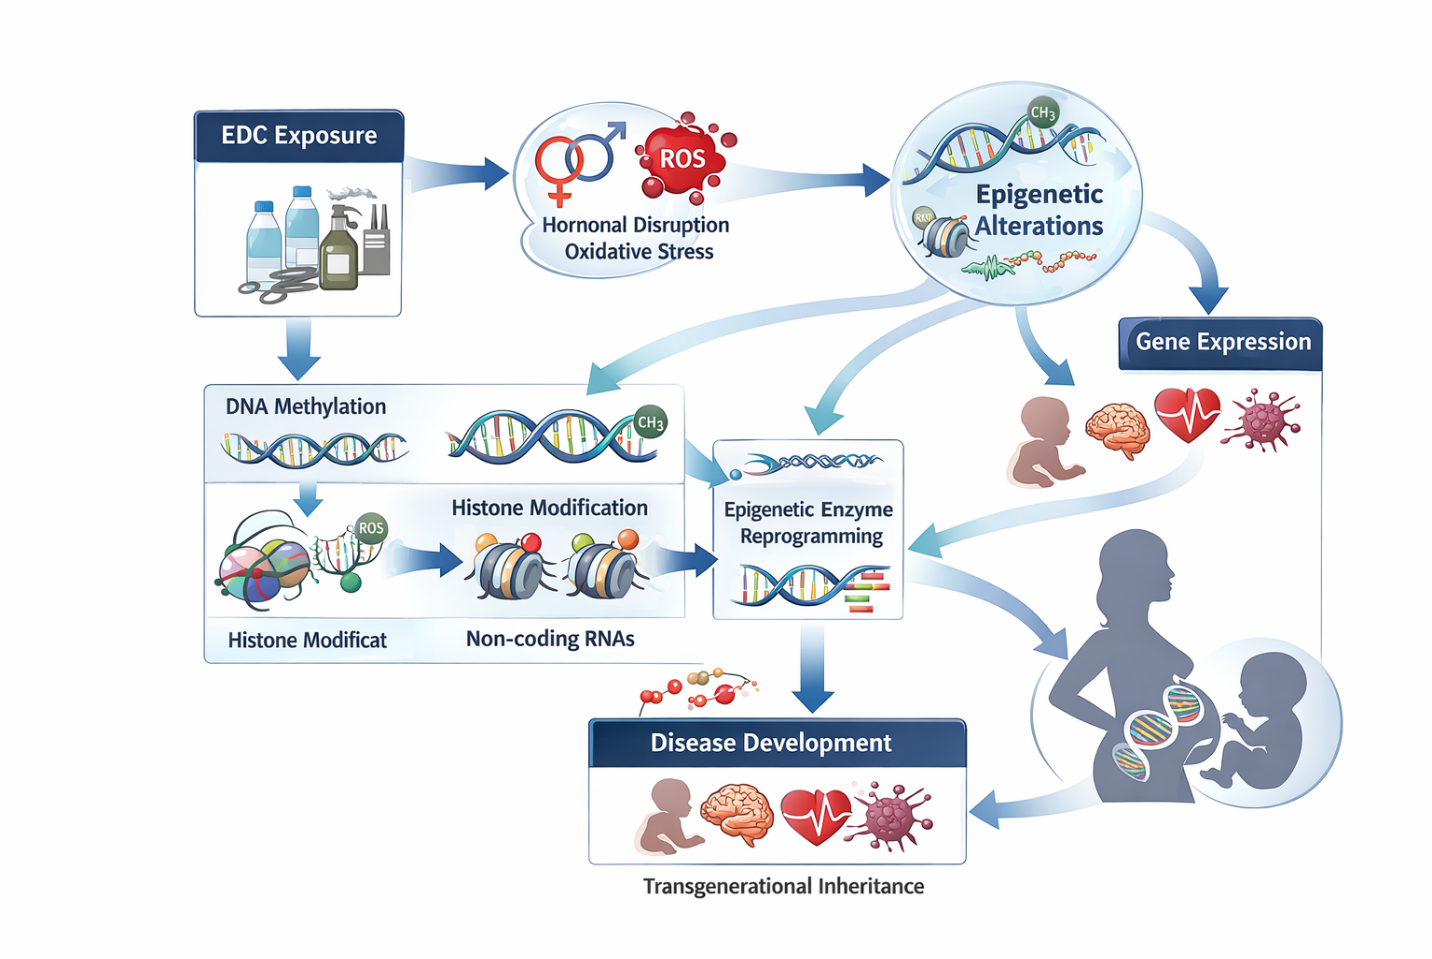 EDC Exposure
ROS
Hornonal Disruption
Oxidative Stress
CH3
Epigenetic
Alterations
Gene Expression
DNA Methylation
CH3
Histone Modification
ROS
Histone Modificat
Non-coding RNAs
Epigenetic Enzyme
Reprogramming
Disease Development
Transgenerational Inheritance